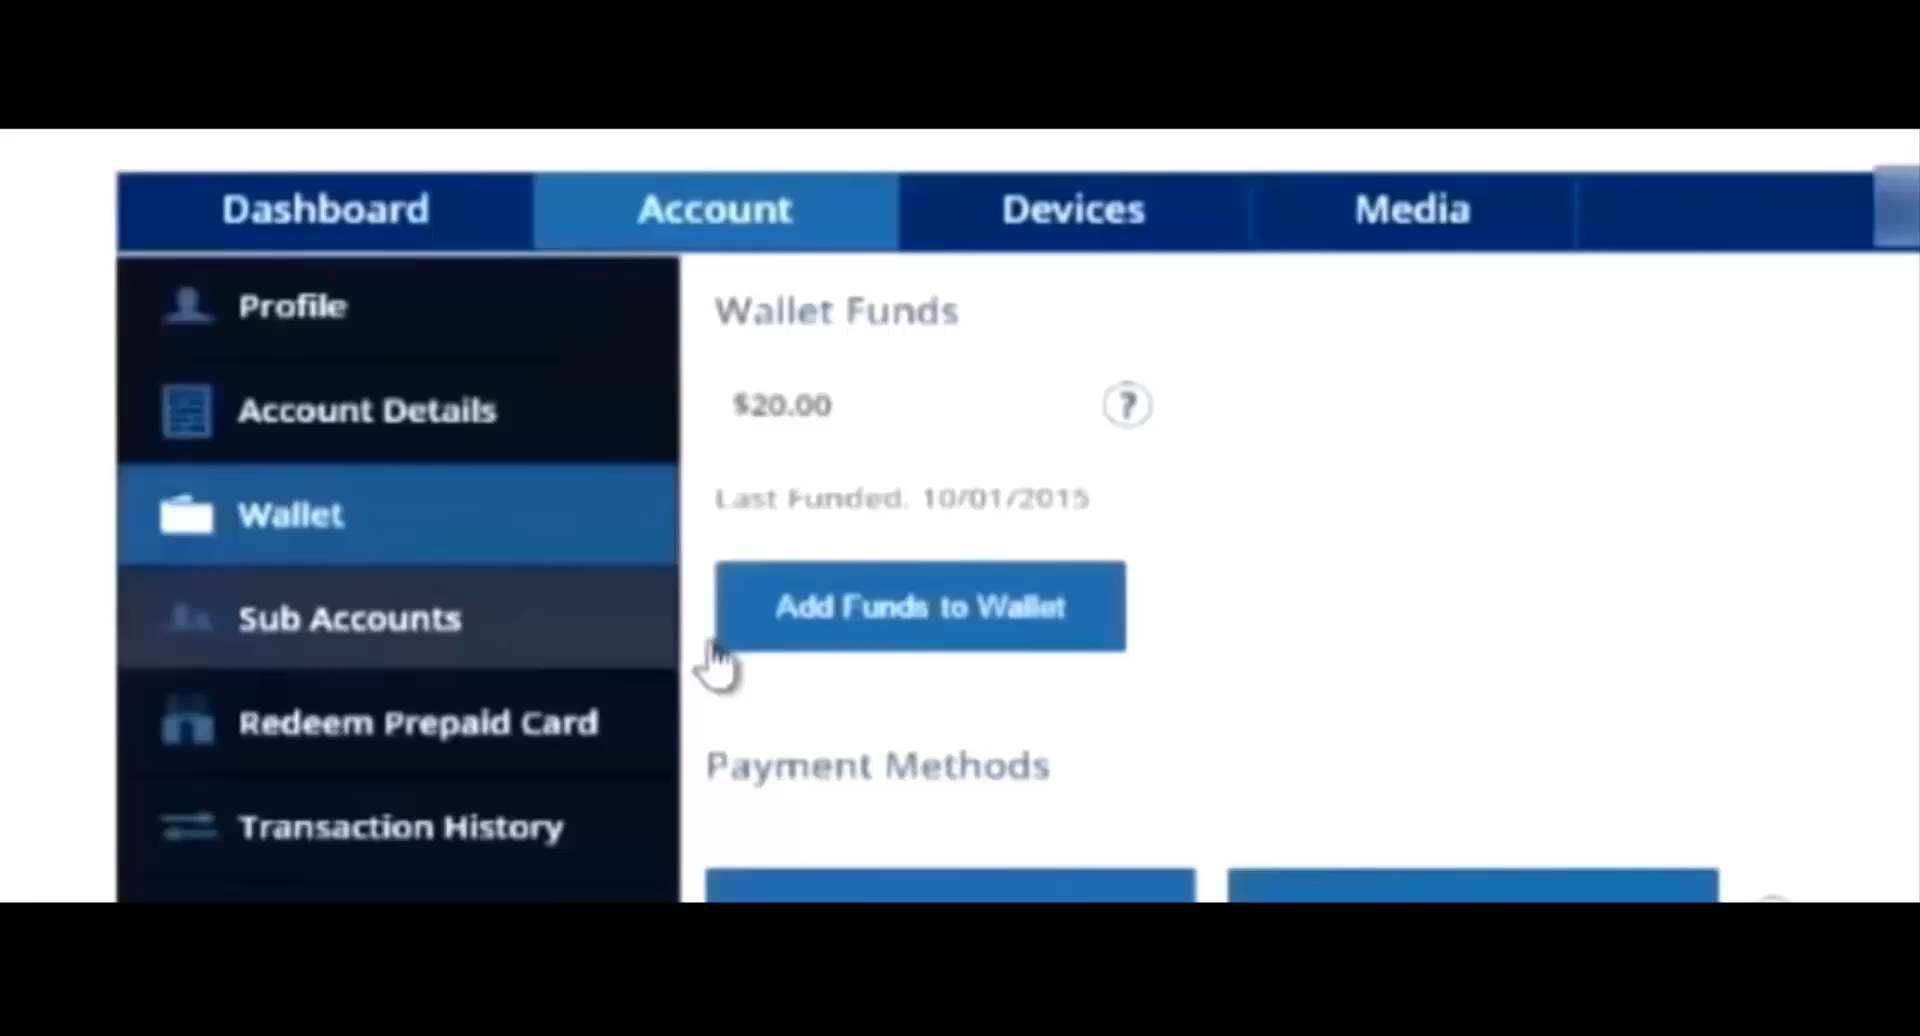 Dashboard Account Devices Media
Profile
Account Details
Wallet
Sub Accounts
Redeem Prepaid Card
Transaction History
Wallet Funds
$20.00 ?
Last Funded. 10/01/2015
Add Funds to Wallet
Payment Methods